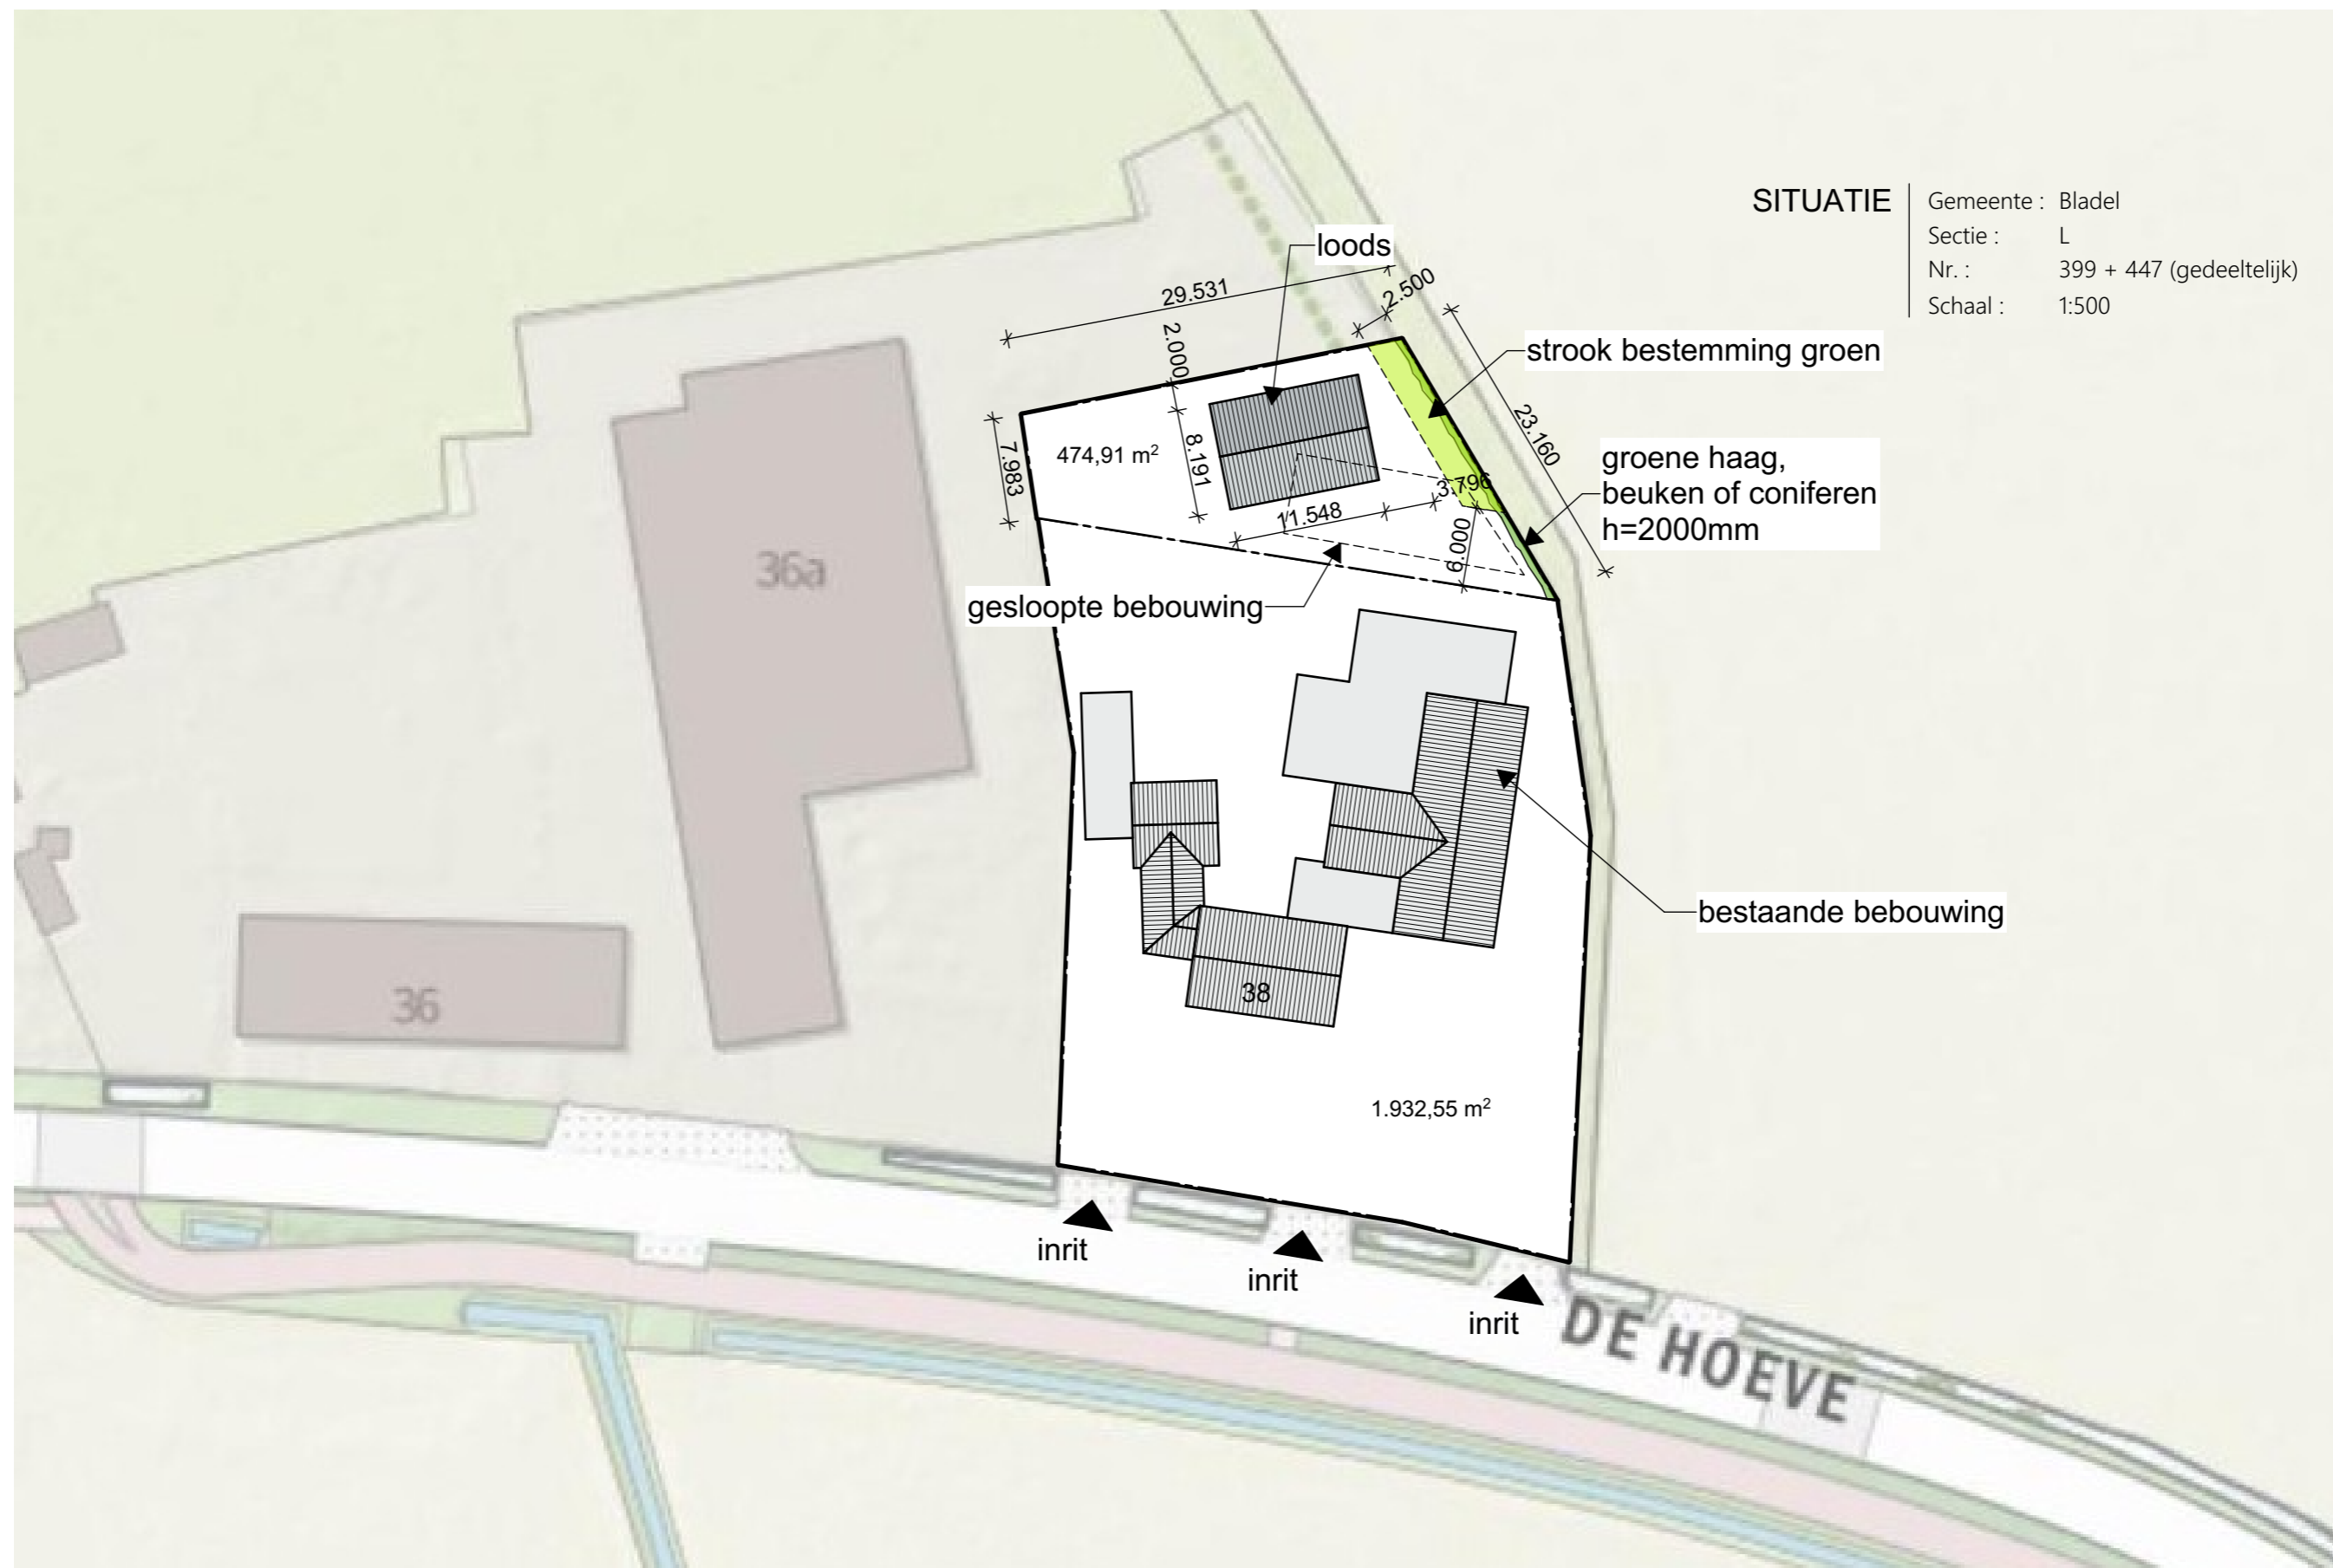 SITUATIE
Gemeente : Bladel
Sectie : L
Nr. : 399 + 447 (gedeeltelijk)
Schaal : 1:500
loods
29.531
2.500
2.000
strook bestemming groen
23.160
7.983
474,91 m²
8.191
3.796
groene haag,
beuken of coniferen
h=2000mm
11.548
6.000
36a
gesloopte bebouwing
bestaande bebouwing
36
38
1.932,55 m²
inrit
inrit
inrit
DE HOEVE